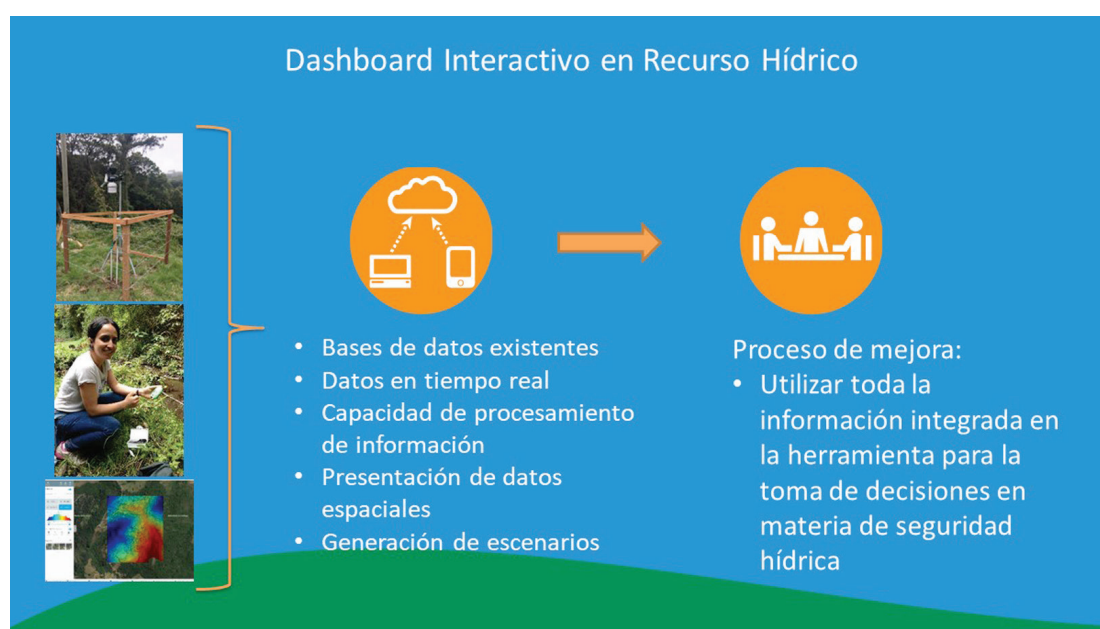 Dashboard Interactivo en Recurso Hídrico
• Bases de datos existentes
• Datos en tiempo real
• Capacidad de procesamiento
de información
• Presentación de datos
espaciales
• Generación de escenarios
Proceso de mejora:
• Utilizar toda la
información integrada en
la herramienta para la
toma de decisiones en
materia de seguridad
hídrica